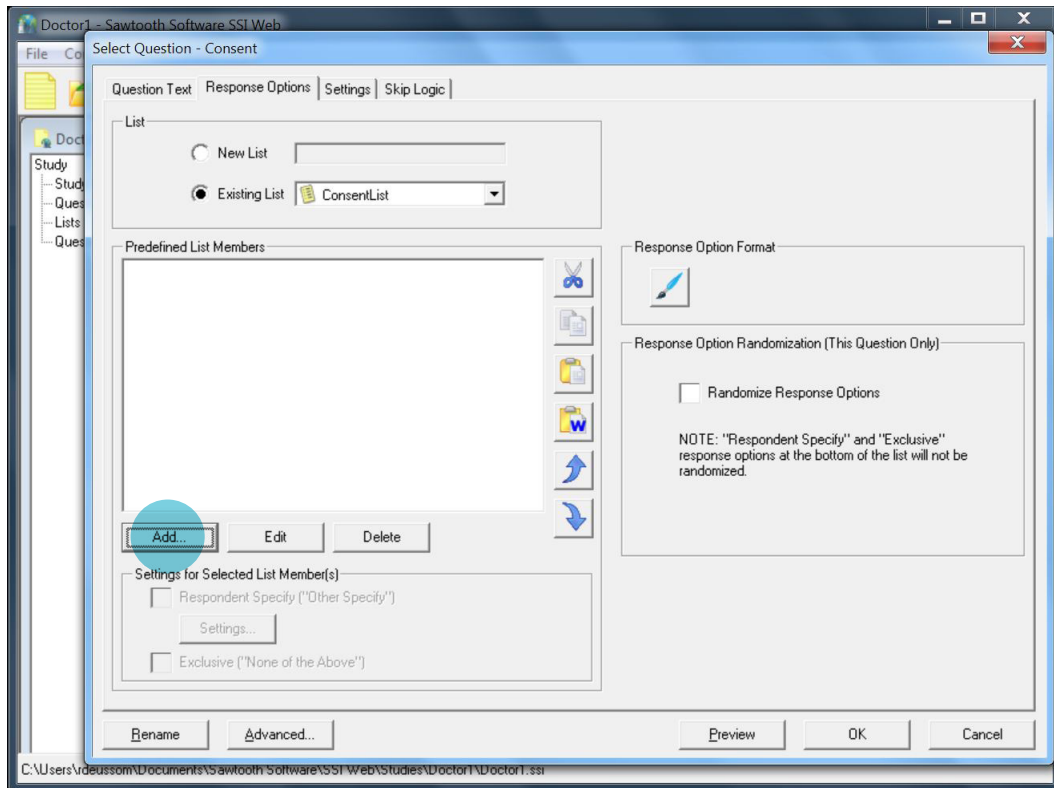 Doctor1 - Sawtooth Software SSI Web
File Co
Select Question - Consent
X
Question Text Response Options Settings Skip Logic
List
New List
Existing List ConsentList
Doct
Study
Study
Ques
Lists
Ques
Predefined List Members
W
Add... Edit Delete
Settings for Selected List Member(s)
Respondent Specify ("Other Specify")
Settings...
Exclusive ("None of the Above")
Response Option Format
Response Option Randomization (This Question Only)
Randomize Response Options
NOTE: "Respondent Specify" and "Exclusive"
response options at the bottom of the list will not be
randomized.
Rename Advanced... Preview OK Cancel
C:\Users\rdeussom\Documents\Sawtooth Software\SSI Web\Studies\Doctor1\Doctor1.ssi